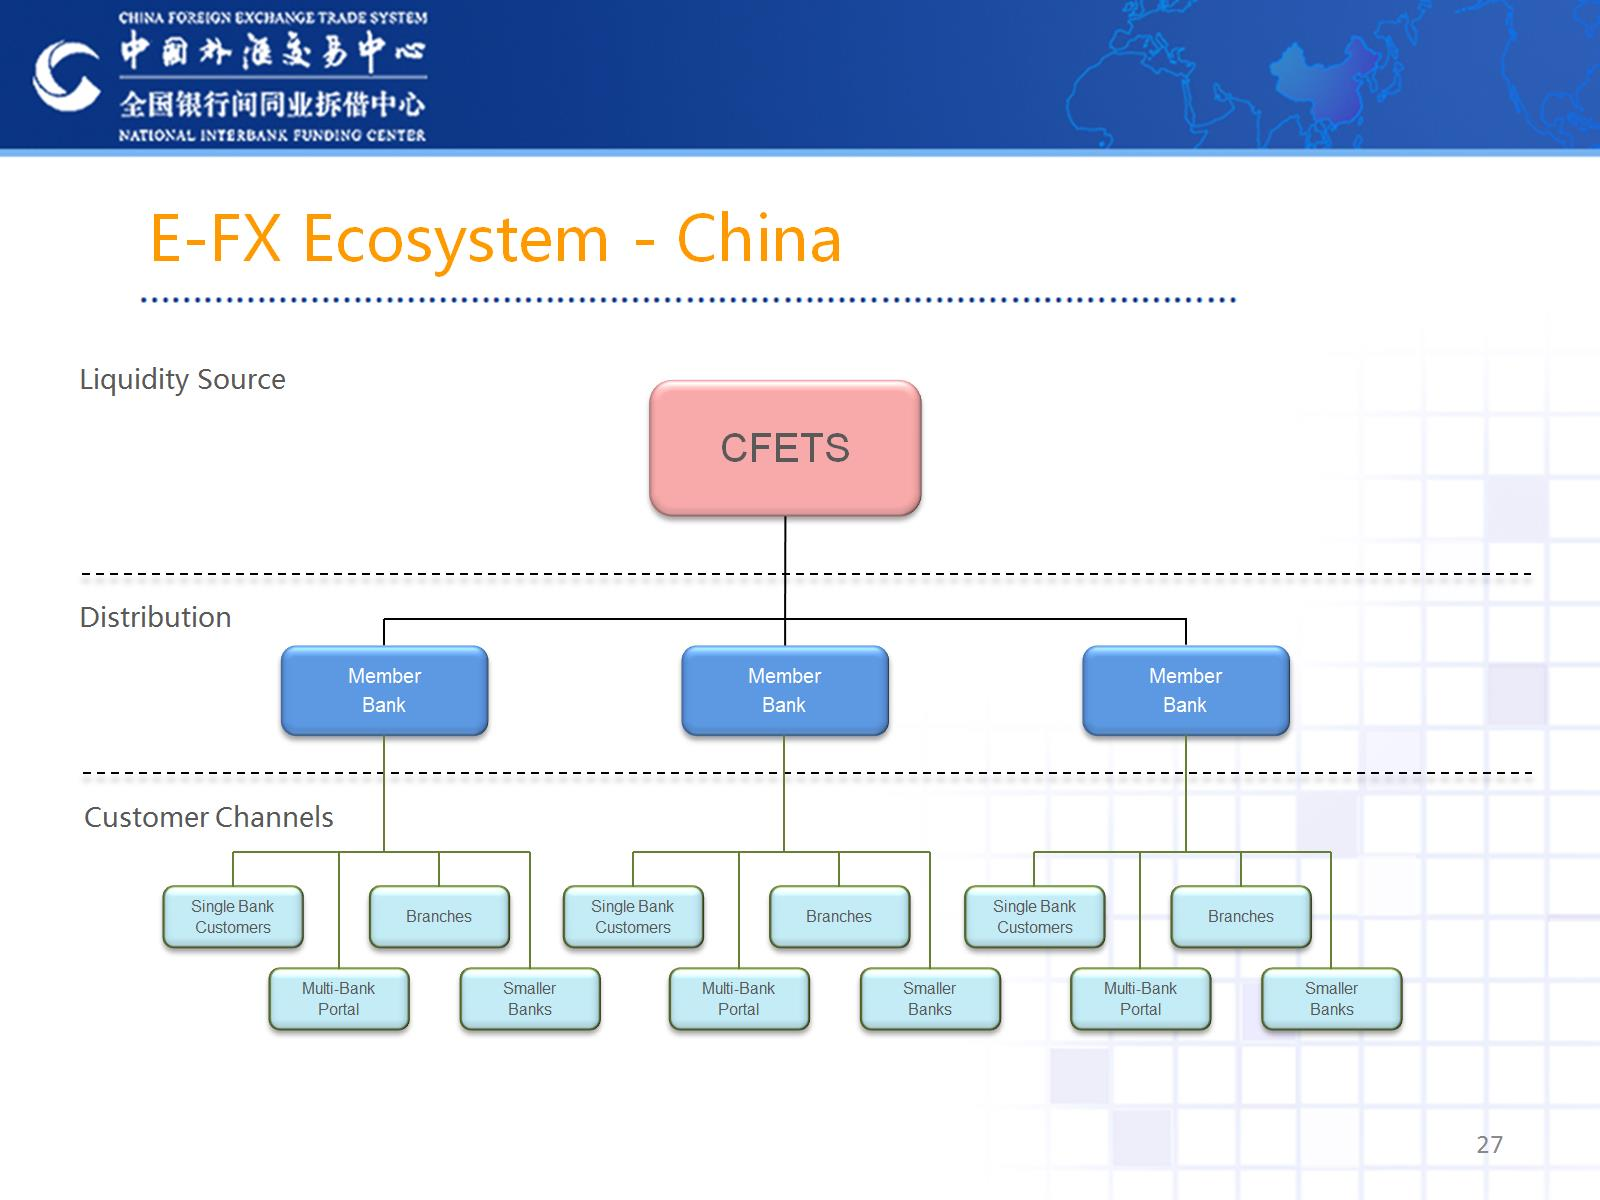 CHINA FOREIGN EXCHANGE TRADE SYSTEM
中国外汇交易中心
全国银行间同业拆借中心
NATIONAL INTERBANK FUNDING CENTER
E-FX Ecosystem - China
Liquidity Source
CFETS
Distribution
Member
Bank
Member
Bank
Member
Bank
Customer Channels
Single Bank
Customers
Branches
Single Bank
Customers
Branches
Single Bank
Customers
Branches
Multi-Bank
Portal
Smaller
Banks
Multi-Bank
Portal
Smaller
Banks
Multi-Bank
Portal
Smaller
Banks
27